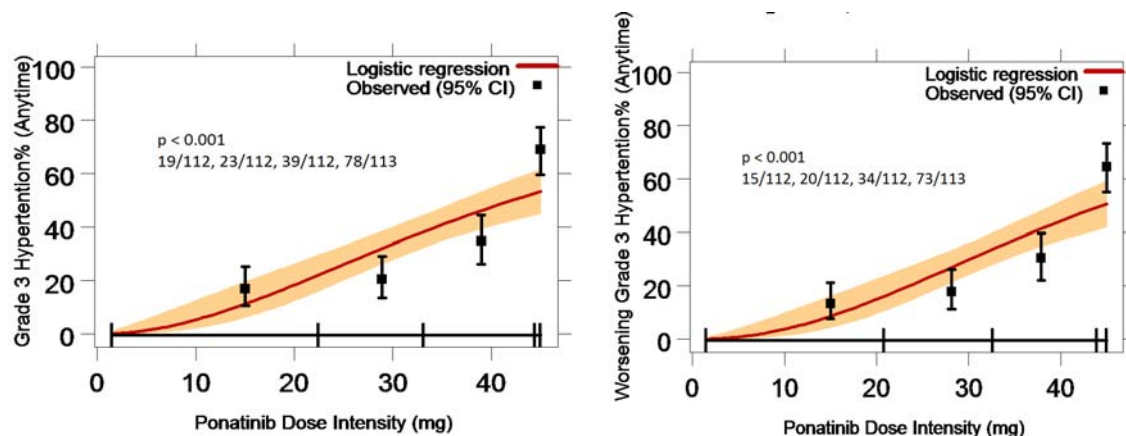 Grade 3 Hypertention% (Anytime)
100
80
60
40
20
0
Logistic regression
Observed (95% CI)
p < 0.001
19/112, 23/112, 39/112, 78/113
0 10 20 30 40
Ponatinib Dose Intensity (mg)
Worsening Grade 3 Hypertention% (Anytime)
100
80
60
40
20
0
Logistic regression
Observed (95% CI)
p < 0.001
15/112, 20/112, 34/112, 73/113
0 10 20 30 40
Ponatinib Dose Intensity (mg)